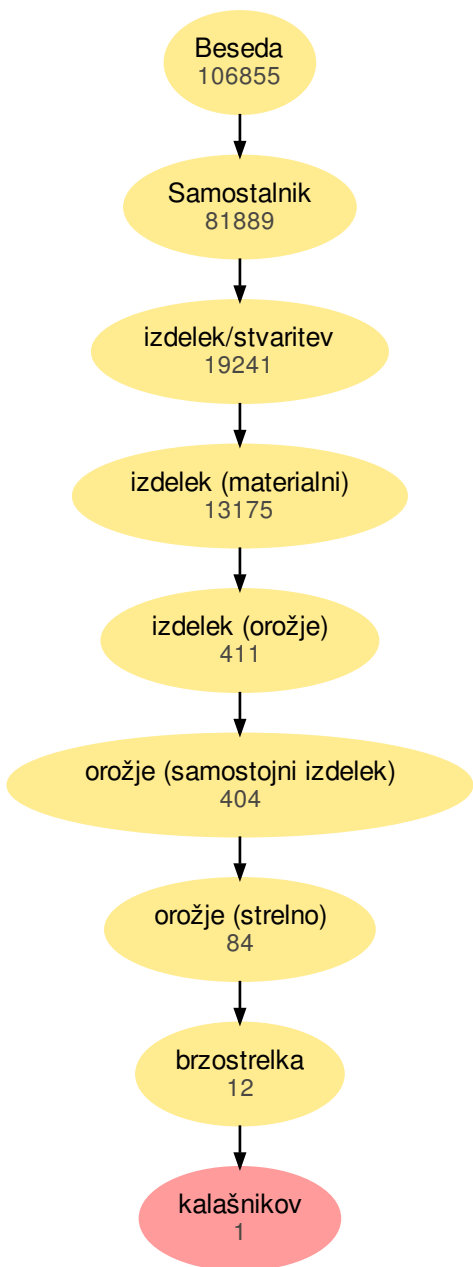 Beseda
106855
Samostalnik
81889
izdelek/stvaritev
19241
izdelek (materialni)
13175
izdelek (orožje)
411
orožje (samostojni izdelek)
404
orožje (strelno)
84
brzostrelka
12
kalašnikov
1